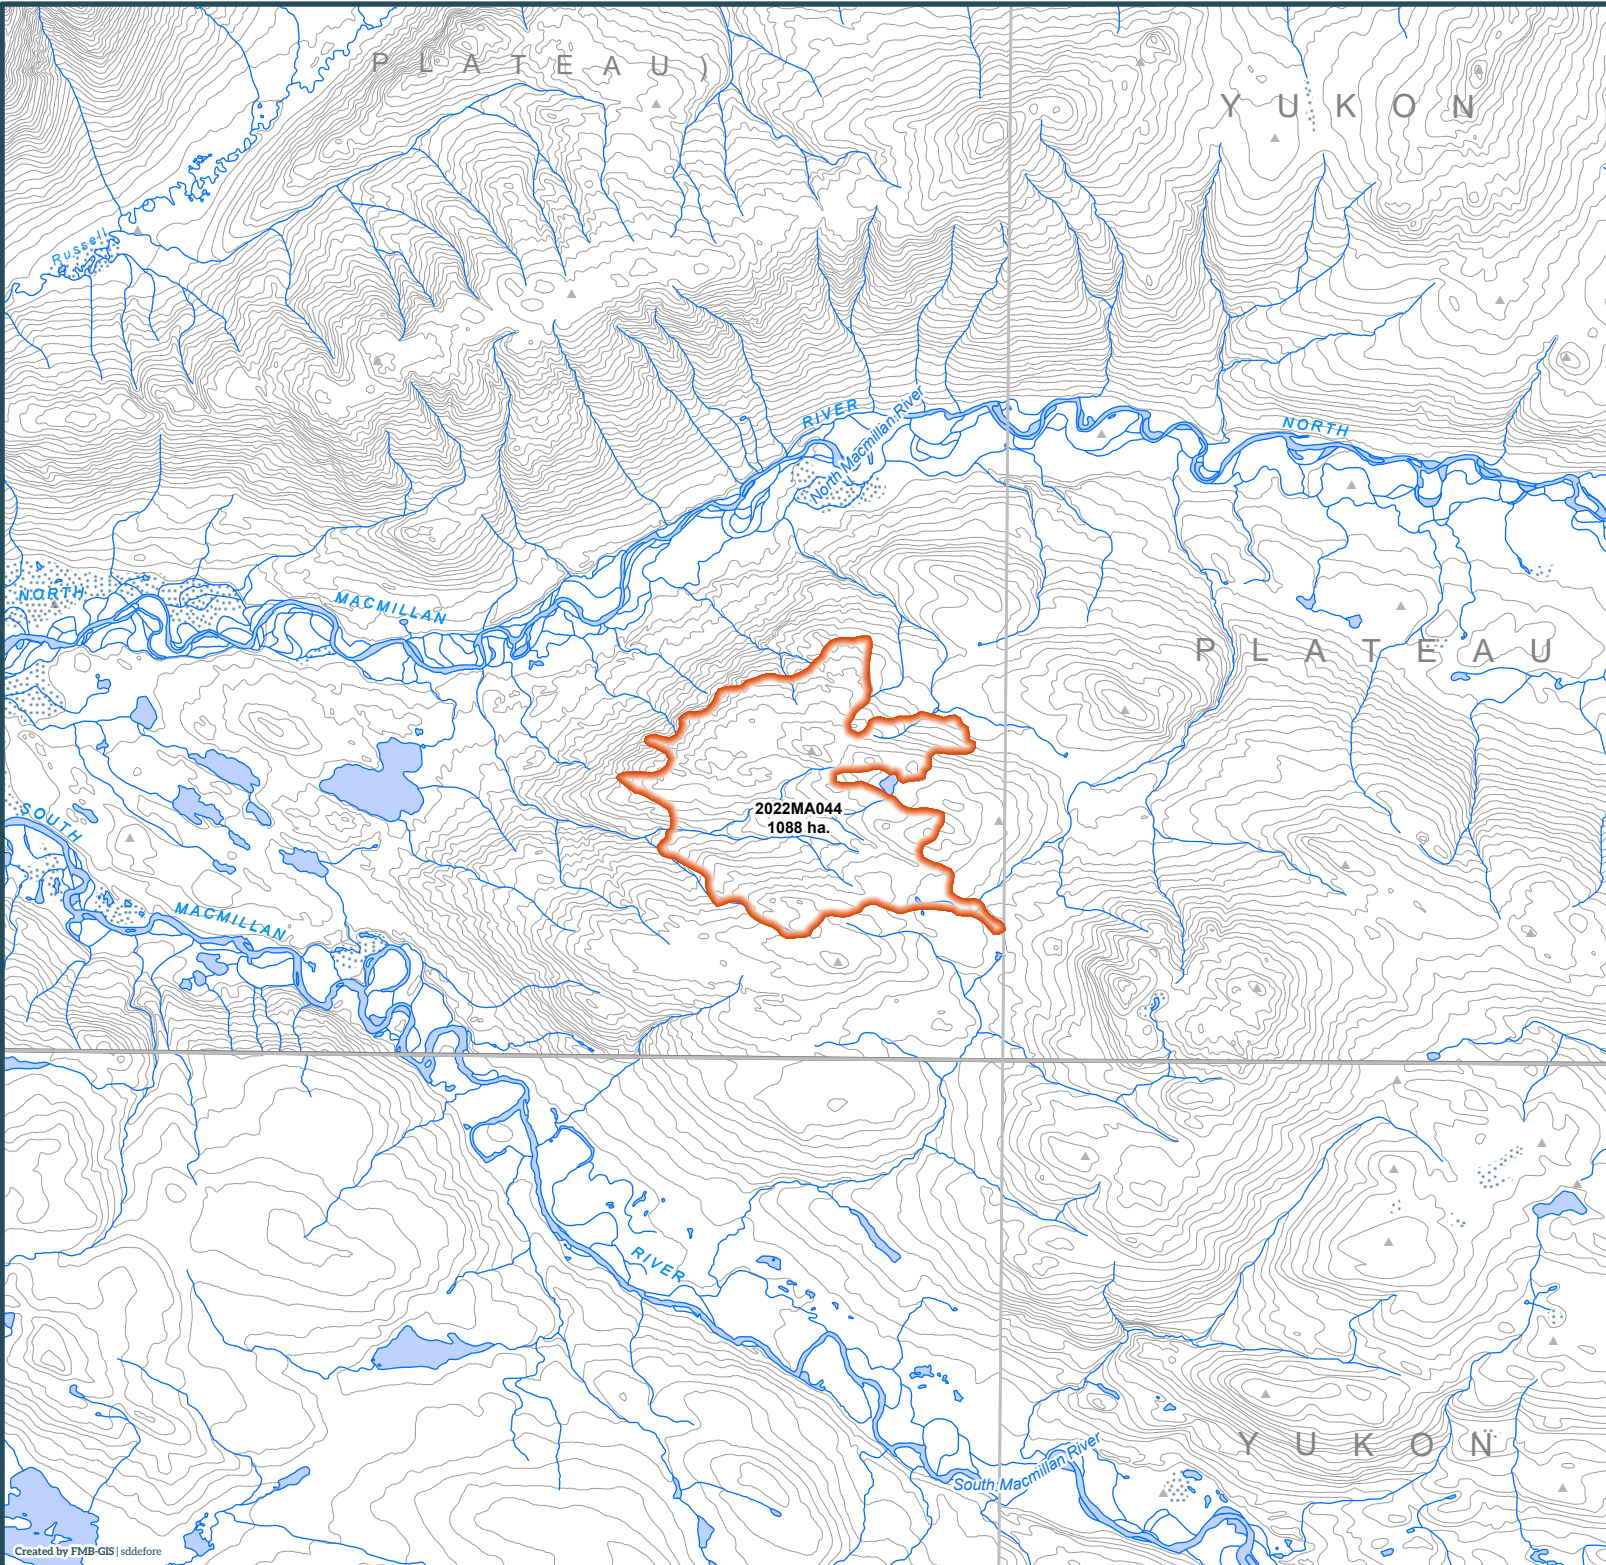 PLATEAU)
YUKON
Russell
RIVER
North Macmillan River
NORTH
NORTH
MACMILLAN
PLATEAU
2022MA044
1088 ha.
SOUTH
MACMILLAN
RIVER
YUKON
South Macmillan River
Created by FMB-GIS | sddefore